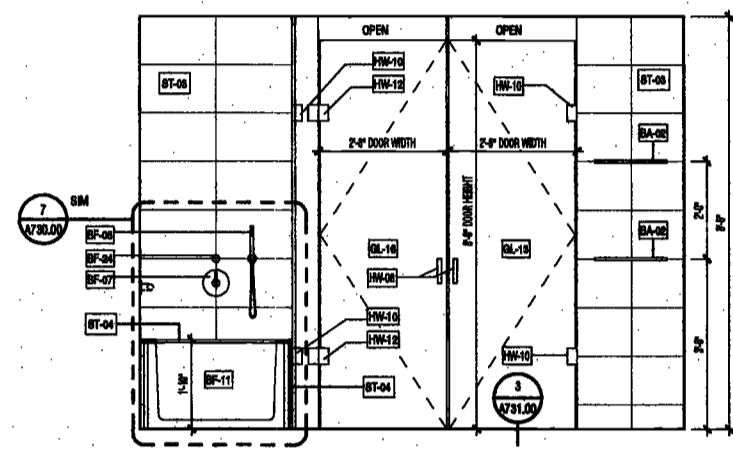 OPEN
OPEN
HW-10
HW-12
HW-10
ST-03
ST-03
BA-02
2'-8" DOOR WIDTH
2'-8" DOOR WIDTH
8'-8" DOOR HEIGHT
2'-0"
7
A730.00
SIM
BF-08
BF-24
BF-07
GL-16
GL-13
BA-02
HW-08
ST-04
HW-10
HW-12
HW-10
BF-11
ST-04
3
A731.00